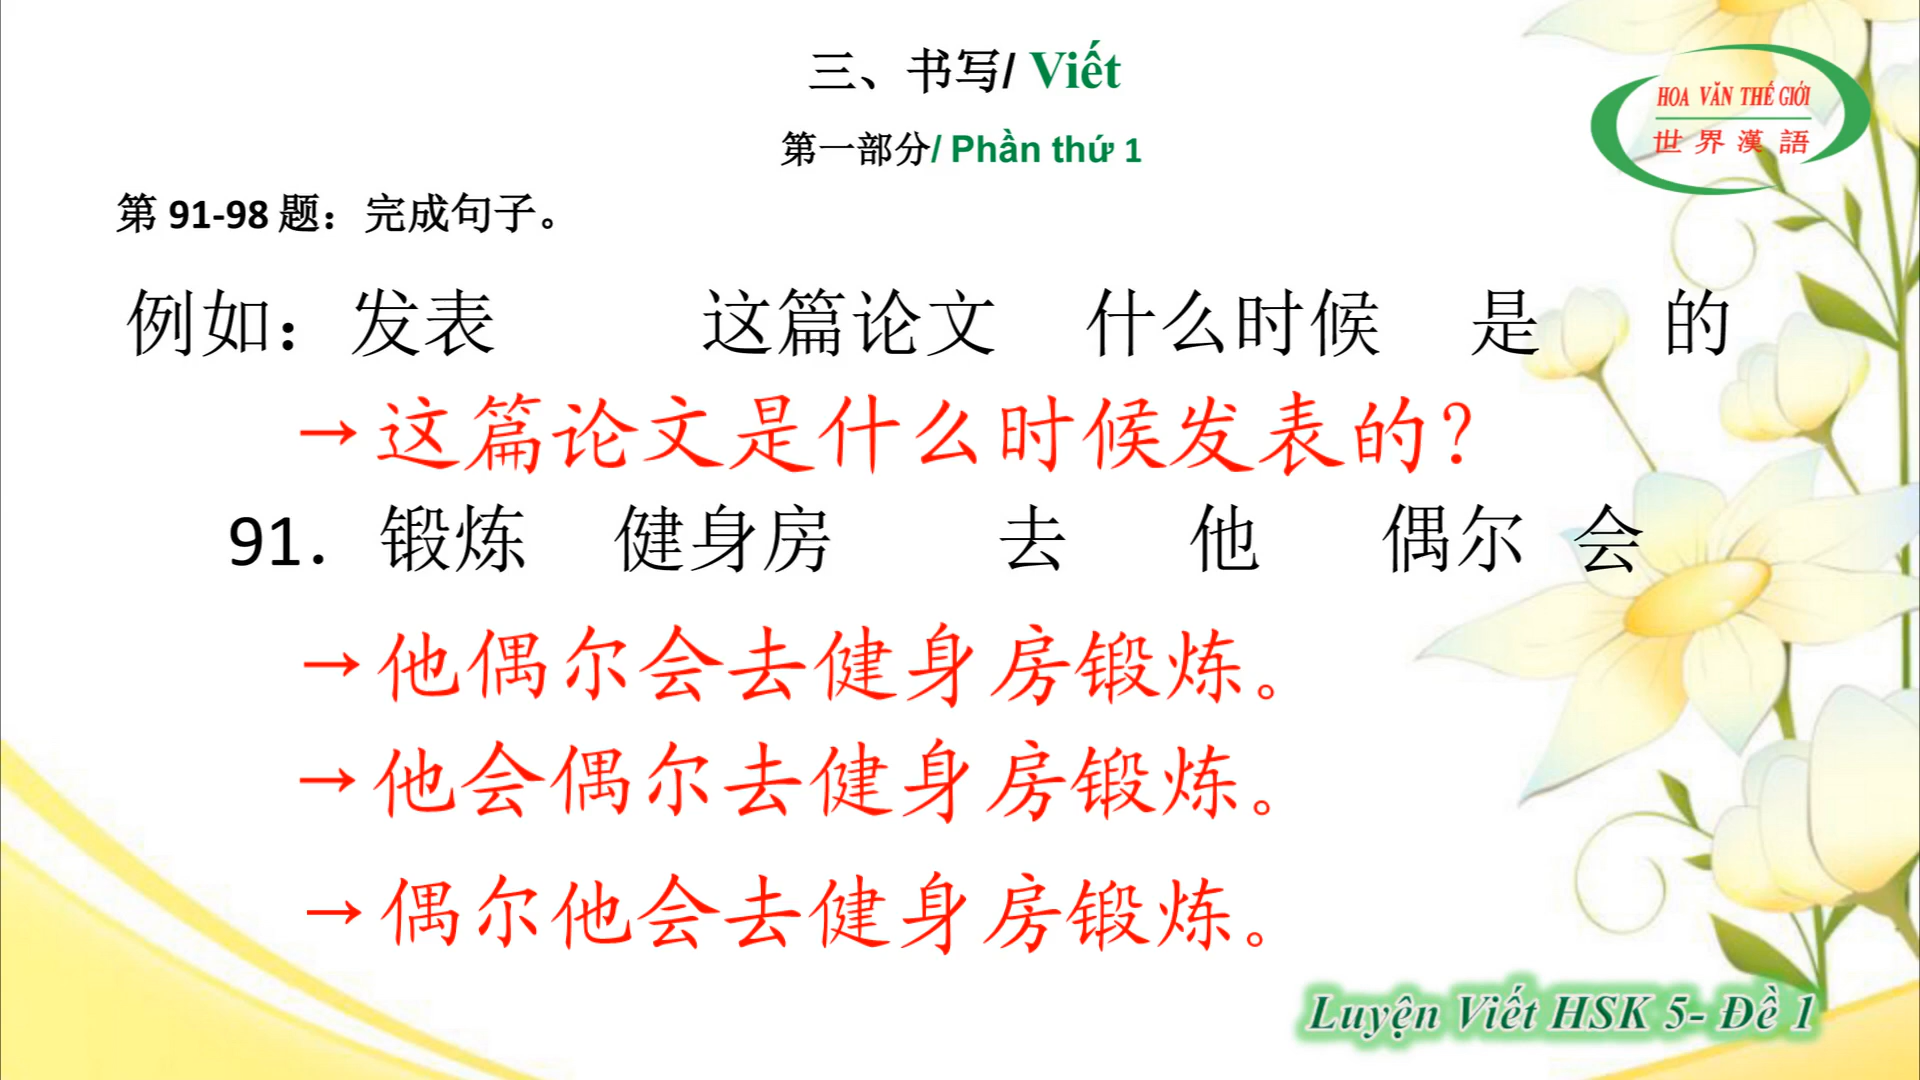 三、书写/ Viết
HOA VĂN THẾ GIỚI
世界漢語
第一部分/ Phần thứ 1
第 91-98 题：完成句子。
例如：发表 这篇论文 什么时候 是 的
→这篇论文是什么时候发表的？
91. 锻炼 健身房 去 他 偶尔 会
→他偶尔会去健身房锻炼。
→他会偶尔去健身房锻炼。
→偶尔他会去健身房锻炼。
Luyện Viết HSK 5- Đề 1